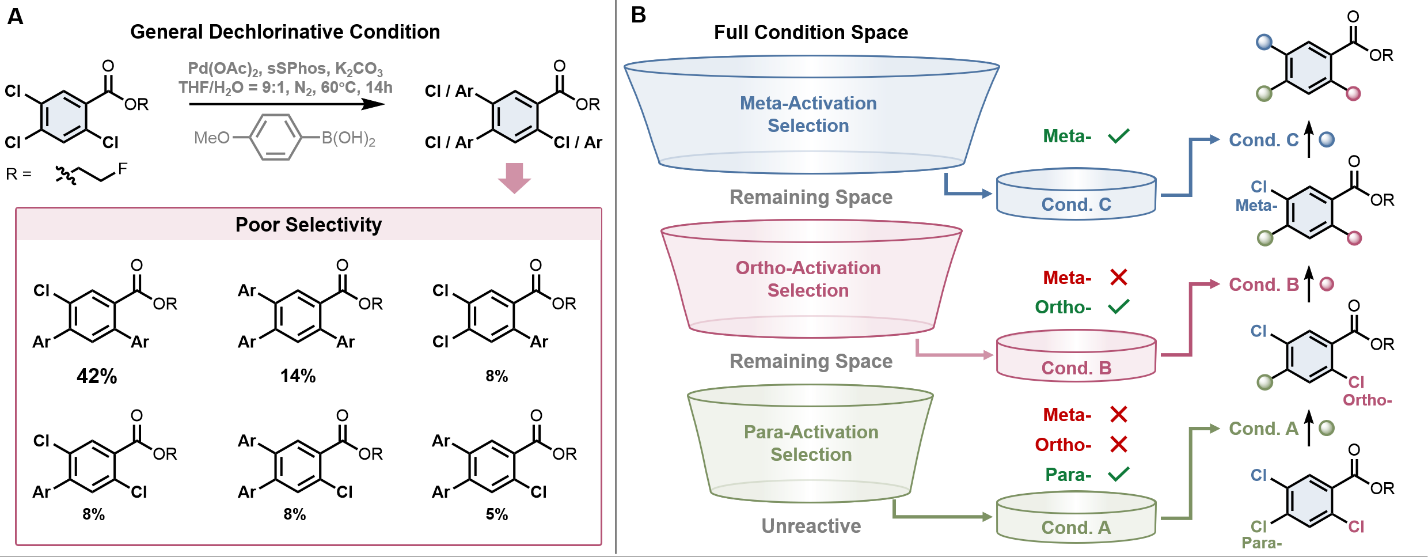 A
General Dechlorinative Condition
Cl
Cl
Cl
O
OR
R =
F
Pd(OAc)₂, sSPhos, K₂CO₃
THF/H₂O = 9:1, N₂, 60°C, 14h
MeO
B(OH)₂
O
OR
Cl / Ar
Cl / Ar
Cl / Ar
Poor Selectivity
Cl
Ar
Ar
O
OR
42%
Ar
Ar
Ar
O
OR
14%
Cl
Cl
Ar
O
OR
8%
Cl
Ar
Cl
O
OR
8%
Ar
Ar
Cl
O
OR
8%
Ar
Ar
Cl
O
OR
5%
B
Full Condition Space
Meta-Activation
Selection
Remaining Space
Meta- ✓
Cond. C
Ortho-Activation
Selection
Remaining Space
Meta- ✕
Ortho- ✓
Cond. B
Para-Activation
Selection
Unreactive
Meta- ✕
Ortho- ✕
Para- ✓
Cond. A
O
OR
Cond. C
Cl
Meta-
O
OR
Cond. B
Cl
O
OR
Cl
Ortho-
Cond. A
Cl
O
OR
Cl
Para-
Cl